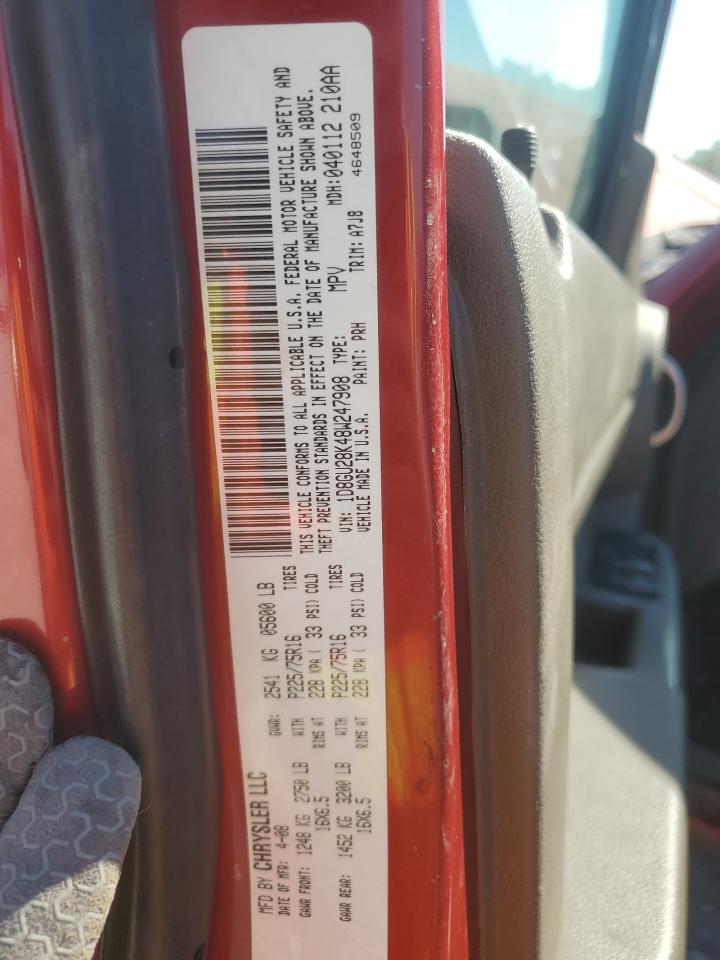 MFD BY CHRYSLER LLC
DATE OF MFR: 4-08 GVWR: 2541 KG 05600 LB
GAWR FRONT: 1248 KG 2750 LB WITH P225/75R16 TIRES
16X6.5 RIMS AT 228 KPA ( 33 PSI) COLD
GAWR REAR: 1452 KG 3200 LB WITH P225/75R16 TIRES
16X6.5 RIMS AT 228 KPA ( 33 PSI) COLD
THIS VEHICLE CONFORMS TO ALL APPLICABLE U.S.A. FEDERAL MOTOR VEHICLE SAFETY AND
THEFT PREVENTION STANDARDS IN EFFECT ON THE DATE OF MANUFACTURE SHOWN ABOVE.
VIN: 1D8GU28K48W247908 TYPE: MPV MDH:040112 210AA
VEHICLE MADE IN U.S.A. PAINT: PRH TRIM: A7J8 4648509